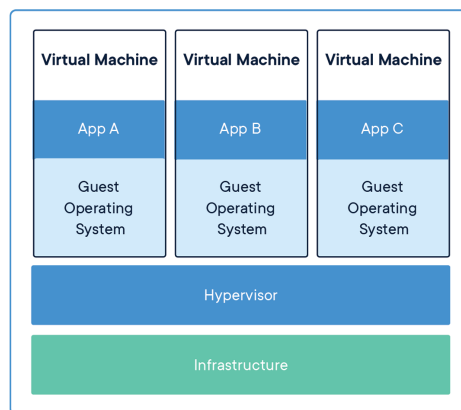 Virtual Machine
Virtual Machine
Virtual Machine
App A
App B
App C
Guest
Operating
System
Guest
Operating
System
Guest
Operating
System
Hypervisor
Infrastructure